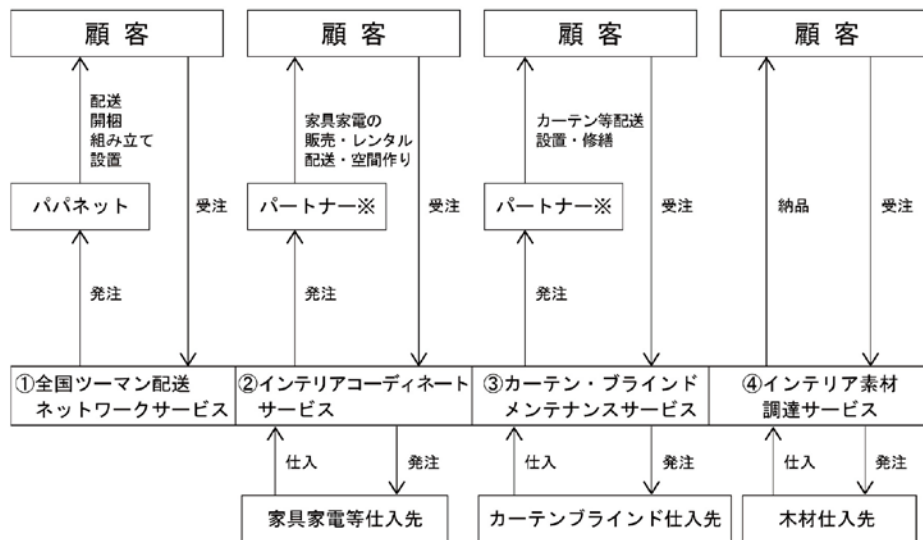 顧客
顧客
顧客
顧客
配送
開梱
組み立て
設置
家具家電の
販売・レンタル
配送・空間作り
カーテン等配送
設置・修繕
パパネット
受注
パートナー※
受注
パートナー※
受注
納品
受注
発注
発注
発注
①全国ツーマン配送
ネットワークサービス
②インテリアコーディネート
サービス
③カーテン・ブラインド
メンテナンスサービス
④インテリア素材
調達サービス
仕入
発注
仕入
発注
仕入
発注
家具家電等仕入先
カーテンブラインド仕入先
木材仕入先